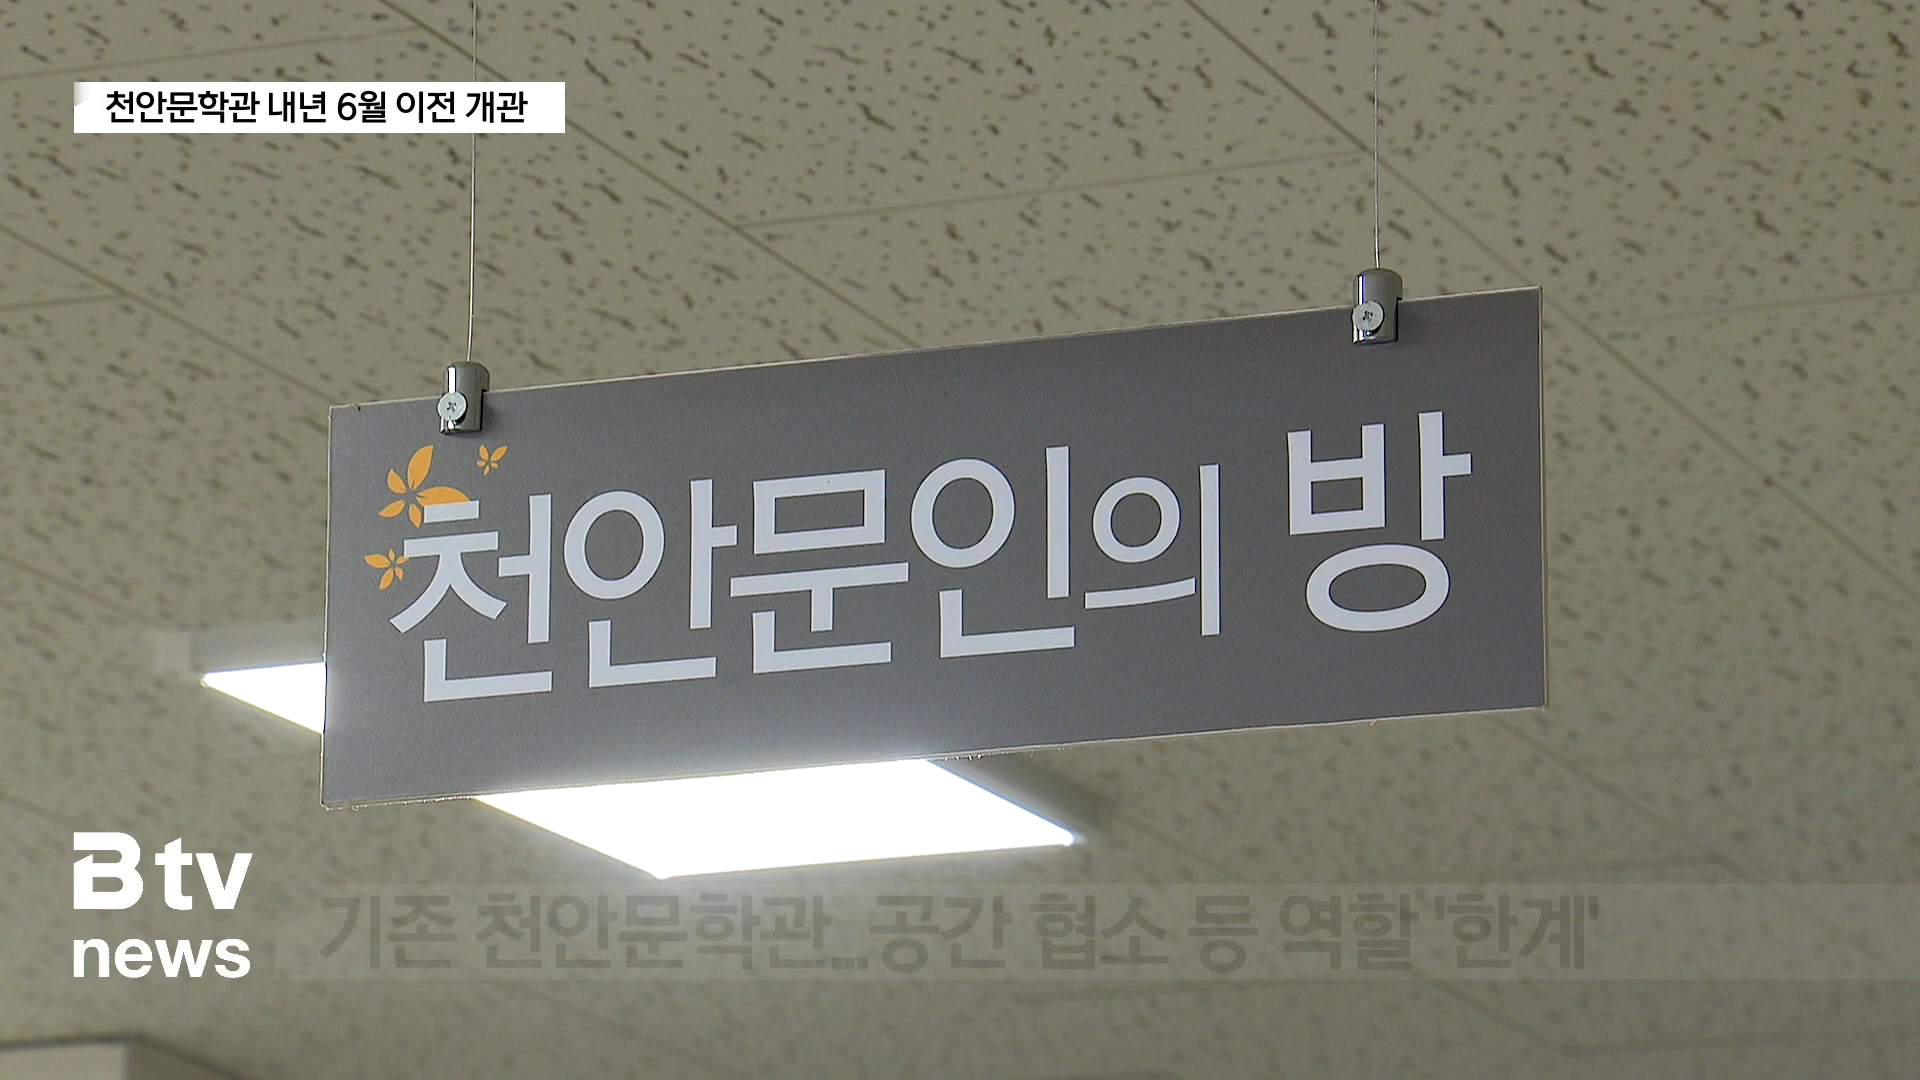 천안문학관 내년 6월 이전 개관
천안문인의 방
B tv
news
기존 천안문학관...공간 협소 등 역할 '한계'